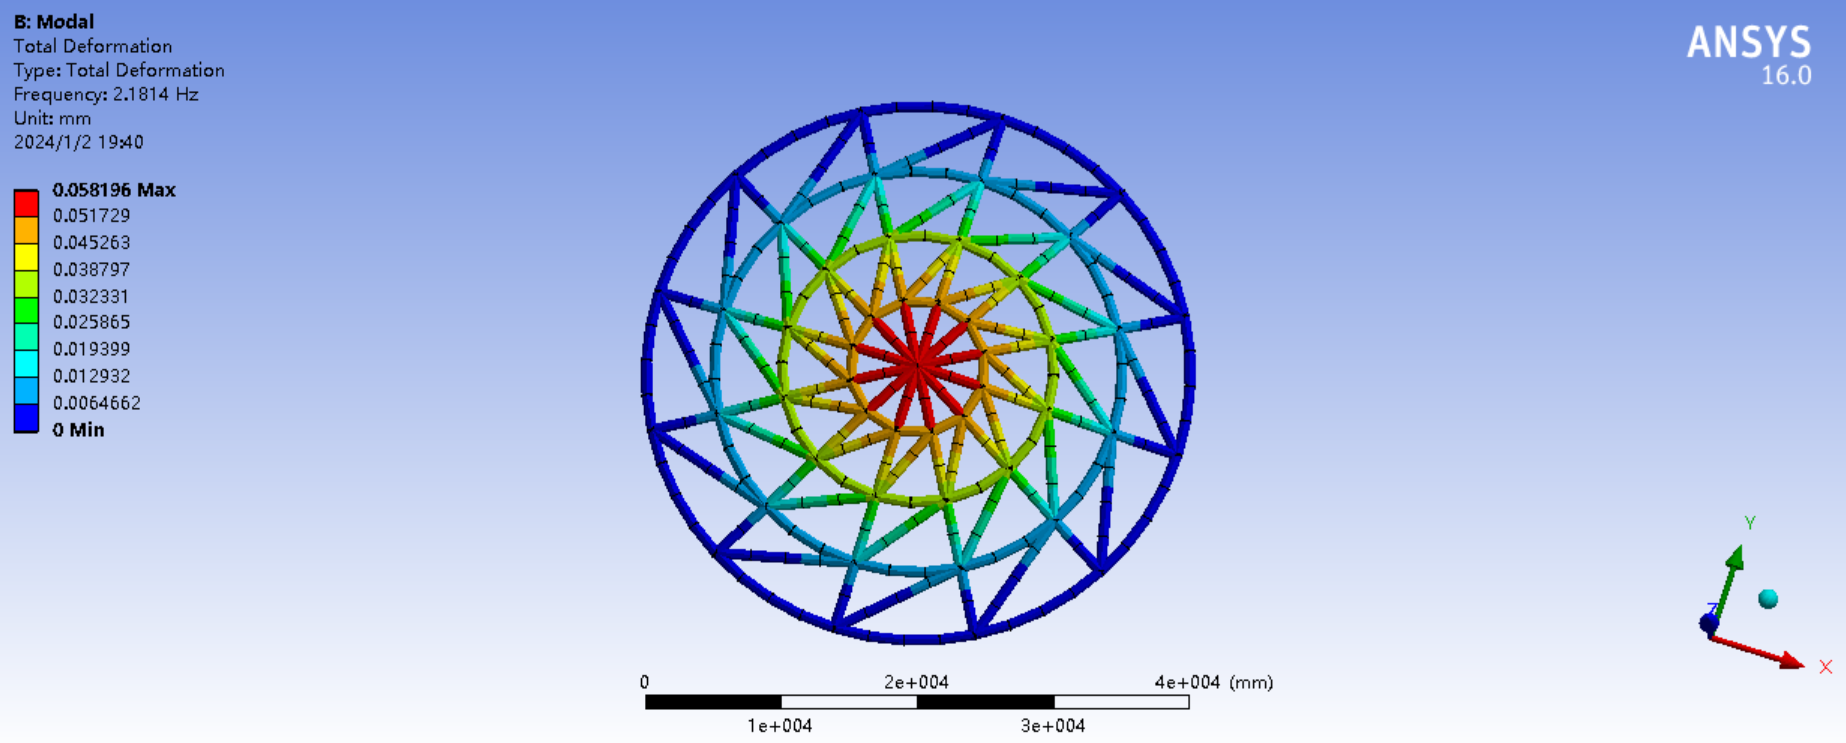 B: Modal
Total Deformation
Type: Total Deformation
Frequency: 2.1814 Hz
Unit: mm
2024/1/2 19:40
ANSYS
16.0
0.058196 Max
0.051729
0.045263
0.038797
0.032331
0.025865
0.019399
0.012932
0.0064662
0 Min
Y
Z
X
0 2e+004 4e+004 (mm)
1e+004 3e+004